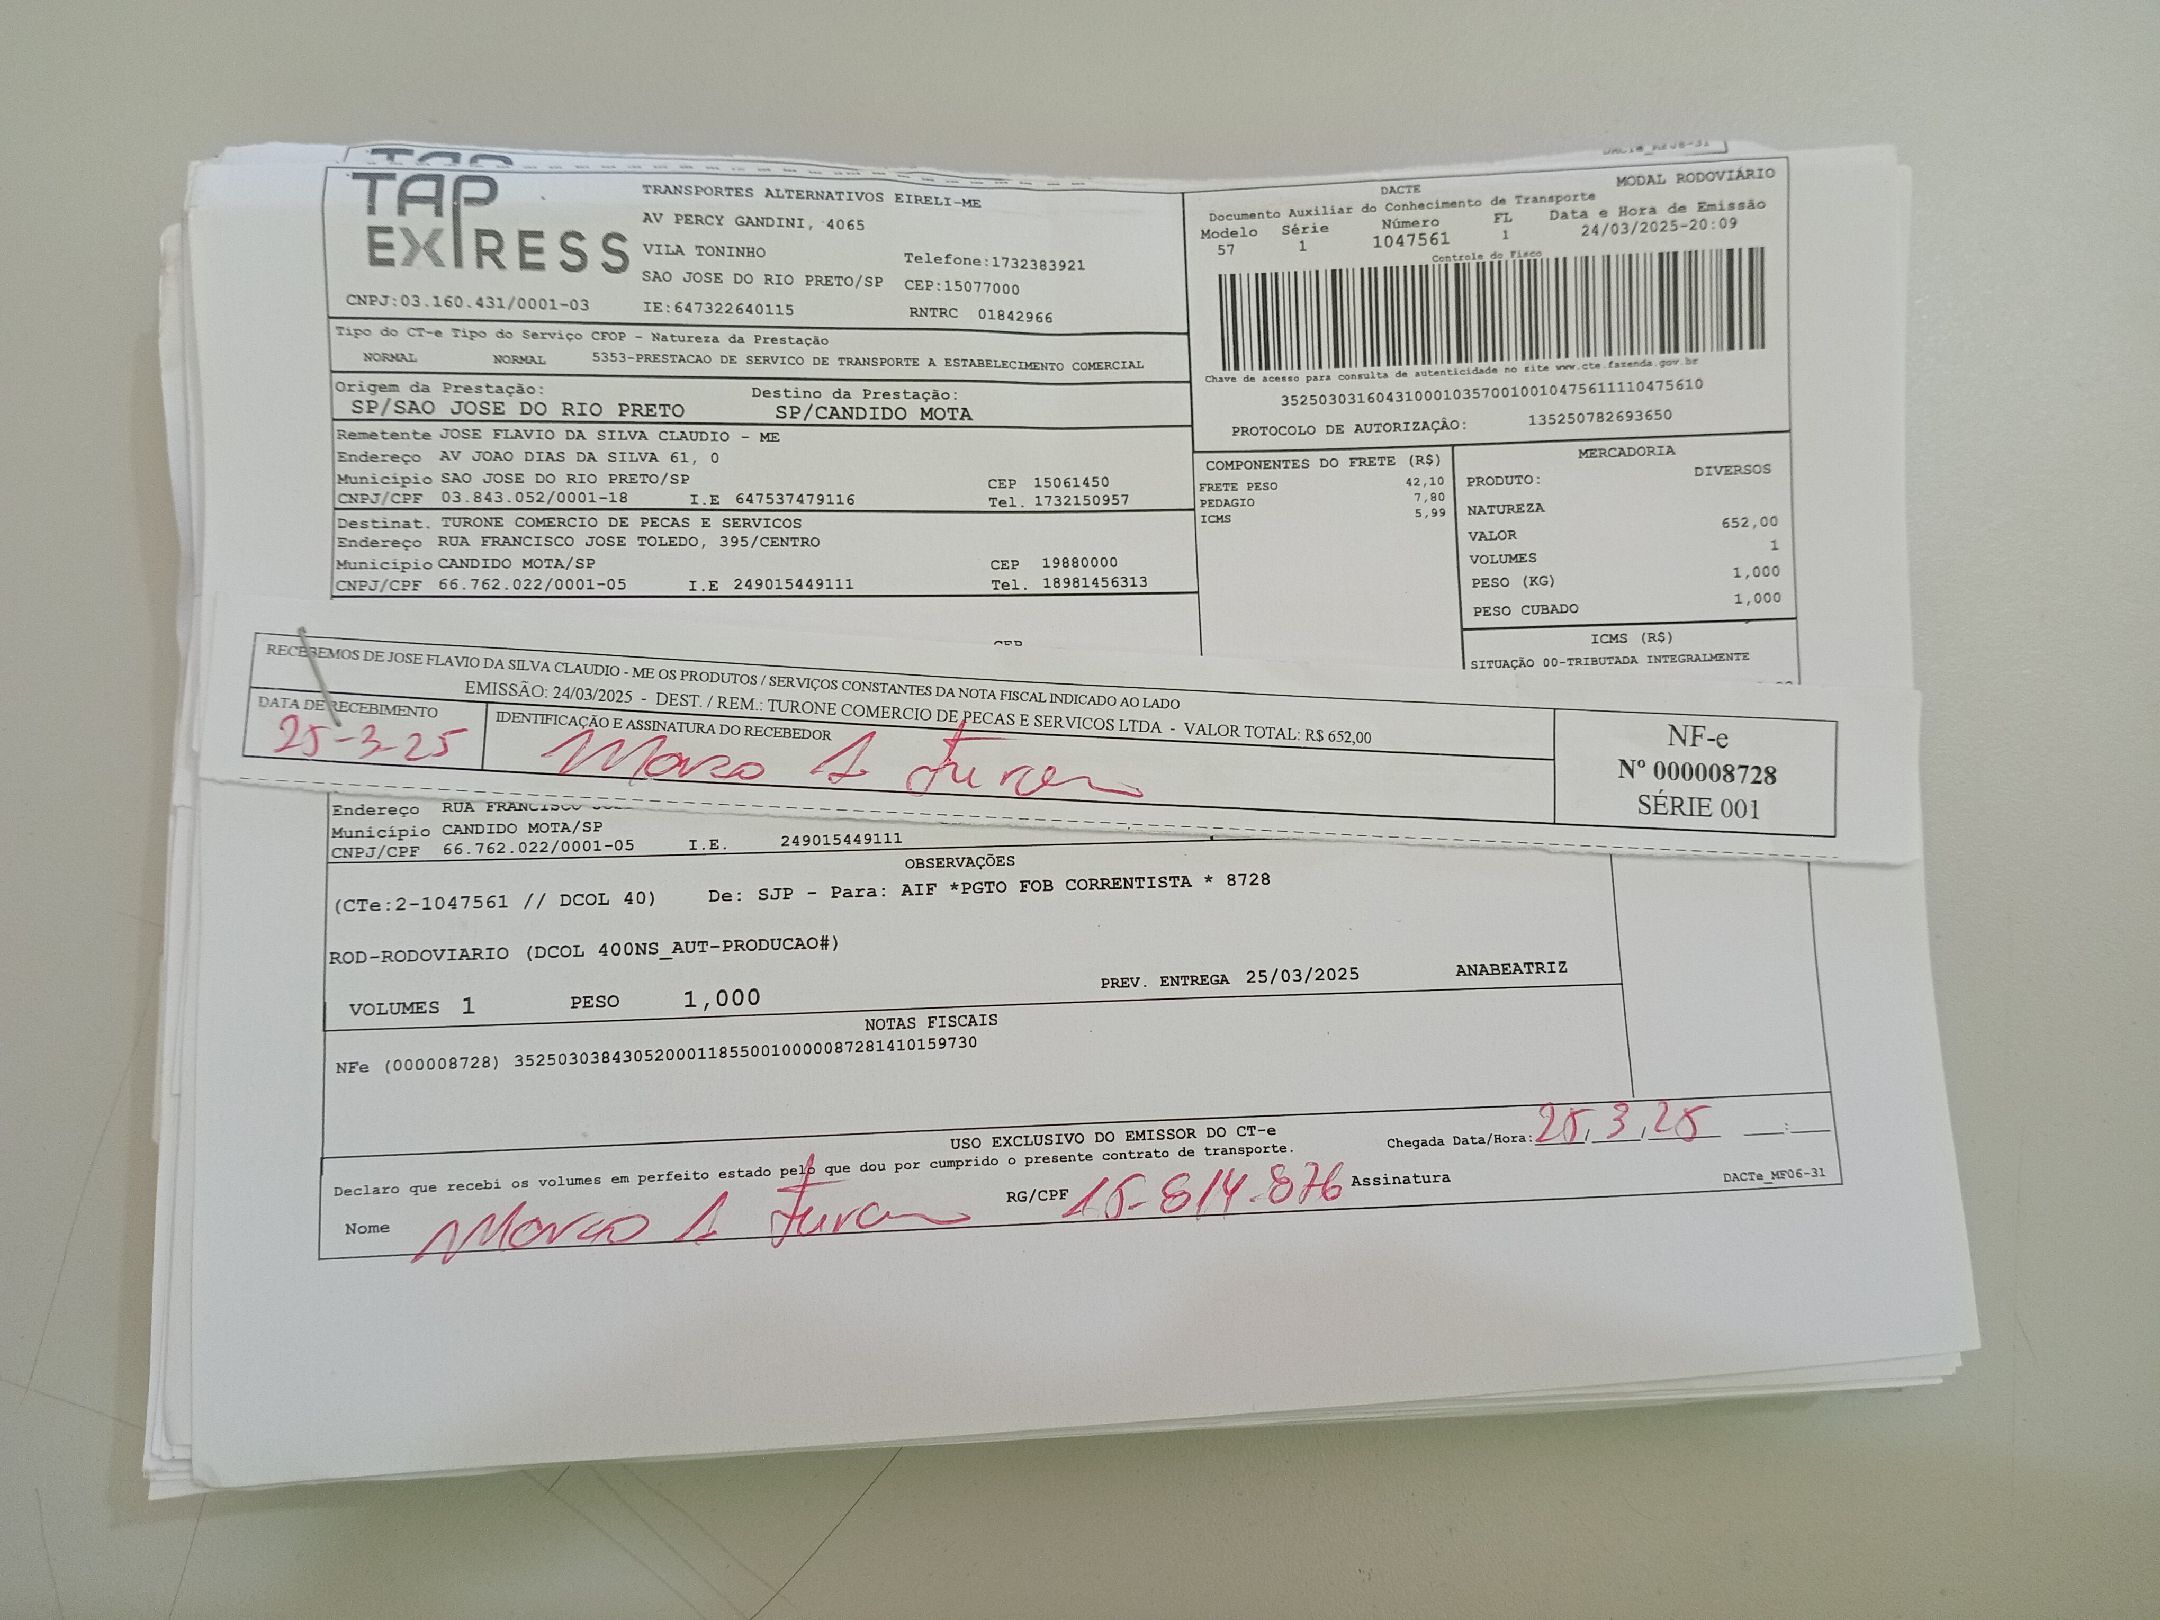 TAP EXPRESS
TRANSPORTES ALTERNATIVOS EIRELI-ME
AV PERCY GANDINI, 4065
VILA TONINHO
Telefone:1732383921
SAO JOSE DO RIO PRETO/SP CEP:15077000
CNPJ:03.160.431/0001-03 IE:647322640115 RNTRC 01842966
DACTE MODAL RODOVIÁRIO
Documento Auxiliar do Conhecimento de Transporte
Modelo Série Número FL Data e Hora de Emissão
57 1 1047561 1 24/03/2025-20:09
Controle do Fisco
Chave de acesso para consulta de autenticidade no site www.cte.fazenda.gov.br
35250303160431000103570010010475611110475610
PROTOCOLO DE AUTORIZAÇÃO: 135250782693650
Tipo do CT-e Tipo do Serviço CFOP - Natureza da Prestação
NORMAL NORMAL 5353-PRESTACAO DE SERVICO DE TRANSPORTE A ESTABELECIMENTO COMERCIAL
Origem da Prestação: Destino da Prestação:
SP/SAO JOSE DO RIO PRETO SP/CANDIDO MOTA
Remetente JOSE FLAVIO DA SILVA CLAUDIO - ME
Endereço AV JOAO DIAS DA SILVA 61, 0
Município SAO JOSE DO RIO PRETO/SP CEP 15061450
CNPJ/CPF 03.843.052/0001-18 I.E 647537479116 Tel. 1732150957
Destinat. TURONE COMERCIO DE PECAS E SERVICOS
Endereço RUA FRANCISCO JOSE TOLEDO, 395/CENTRO
Município CANDIDO MOTA/SP CEP 19880000
CNPJ/CPF 66.762.022/0001-05 I.E 249015449111 Tel. 18981456313
COMPONENTES DO FRETE (R$)
FRETE PESO 42,10
PEDAGIO 7,80
ICMS 5,99
MERCADORIA
PRODUTO: DIVERSOS
NATUREZA
VALOR 652,00
VOLUMES 1
PESO (KG) 1,000
PESO CUBADO 1,000
ICMS (R$)
SITUAÇÃO 00-TRIBUTADA INTEGRALMENTE
RECEBEMOS DE JOSE FLAVIO DA SILVA CLAUDIO - ME OS PRODUTOS / SERVIÇOS CONSTANTES DA NOTA FISCAL INDICADO AO LADO
EMISSÃO: 24/03/2025 - DEST. / REM.: TURONE COMERCIO DE PECAS E SERVICOS LTDA - VALOR TOTAL: R$ 652,00
DATA DE RECEBIMENTO IDENTIFICAÇÃO E ASSINATURA DO RECEBEDOR
25-3-25
NF-e
Nº 000008728
SÉRIE 001
Endereço RUA FRANCISCO
Município CANDIDO MOTA/SP
CNPJ/CPF 66.762.022/0001-05 I.E. 249015449111
OBSERVAÇÕES
(CTe:2-1047561 // DCOL 40) De: SJP - Para: AIF *PGTO FOB CORRENTISTA * 8728
ROD-RODOVIARIO (DCOL 400NS_AUT-PRODUCAO#)
PREV. ENTREGA 25/03/2025 ANABEATRIZ
VOLUMES 1 PESO 1,000
NOTAS FISCAIS
NFe (000008728) 35250303843052000118550010000087281410159730
USO EXCLUSIVO DO EMISSOR DO CT-e
Declaro que recebi os volumes em perfeito estado pelo que dou por cumprido o presente contrato de transporte.
Chegada Data/Hora: 25,3,25
Nome
RG/CPF 15-814.876 Assinatura
DACTe_MF06-31